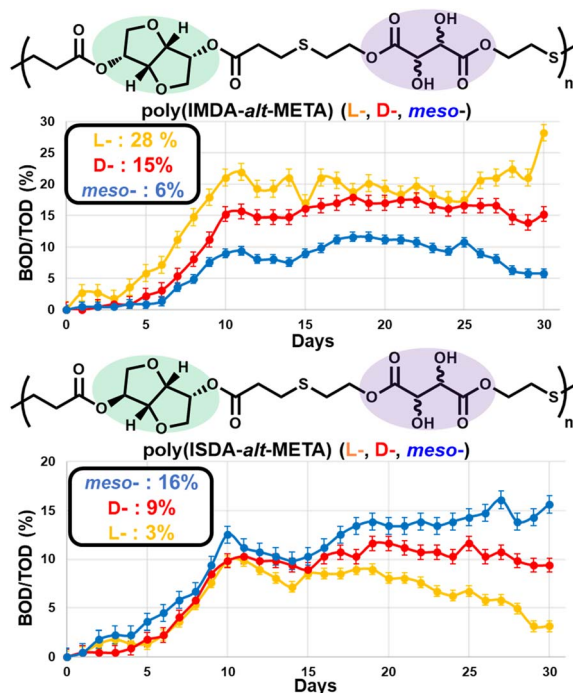 O
O
H
O
O
H
O
O
S
O
O
OH
OH
O
O
S
n
poly(IMDA-alt-META) (L-, D-, meso-)
L- : 28 %
D- : 15%
meso- : 6%
BOD/TOD (%)
30
25
20
15
10
5
0
0 5 10 15 20 25 30
Days
O
O
O
H
H
O
O
O
S
O
O
OH
OH
O
O
S
n
poly(ISDA-alt-META) (L-, D-, meso-)
meso- : 16%
D- : 9%
L- : 3%
BOD/TOD (%)
20
15
10
5
0
0 5 10 15 20 25 30
Days